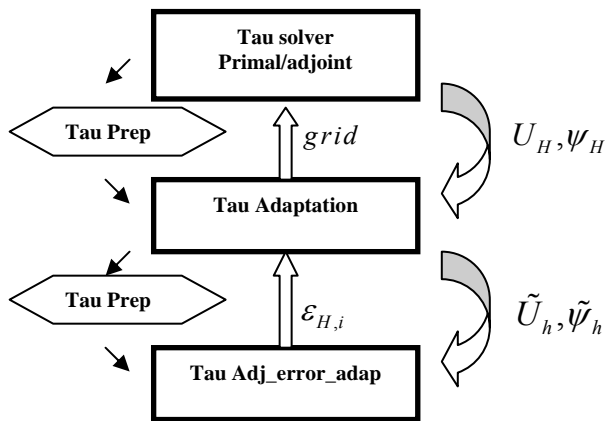 Tau solver
Primal/adjoint
Tau Prep
grid
U_H, ψ_H
Tau Adaptation
Tau Prep
ε_{H,i}
Ũ_h, ψ̃_h
Tau Adj_error_adap